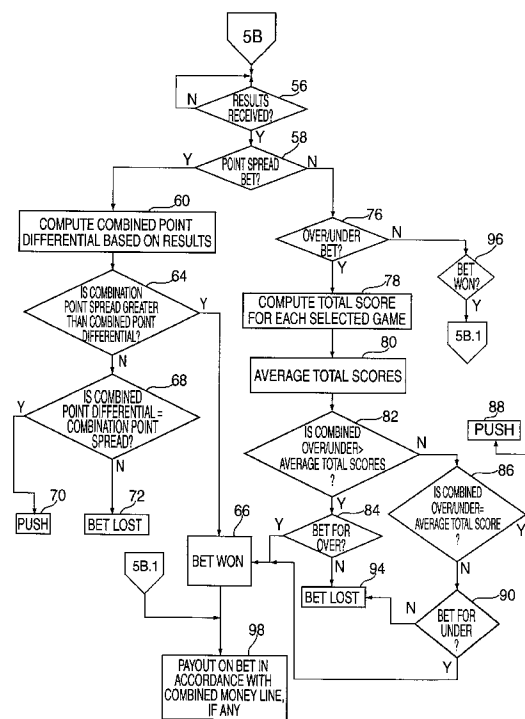 5B
56
N
RESULTS
RECEIVED?
Y
58
Y
POINT SPREAD
BET?
N
60
COMPUTE COMBINED POINT
DIFFERENTIAL BASED ON RESULTS
76
OVER/UNDER
BET?
N
Y
96
BET
WON?
Y
5B.1
64
IS COMBINATION
POINT SPREAD GREATER
THAN COMBINED POINT
DIFFERENTIAL?
Y
N
78
COMPUTE TOTAL SCORE
FOR EACH SELECTED GAME
80
AVERAGE TOTAL SCORES
68
Y
IS COMBINED
POINT DIFFERENTIAL =
COMBINATION POINT
SPREAD?
N
82
IS COMBINED
OVER/UNDER>
AVERAGE TOTAL SCORES
?
N
Y
88
PUSH
86
IS COMBINED
OVER/UNDER=
AVERAGE TOTAL SCORE
?
Y
N
70
PUSH
72
BET LOST
66
BET WON
84
Y
BET FOR
OVER?
N
94
BET LOST
90
N
BET FOR
UNDER
?
Y
5B.1
98
PAYOUT ON BET IN
ACCORDANCE WITH
COMBINED MONEY LINE,
IF ANY